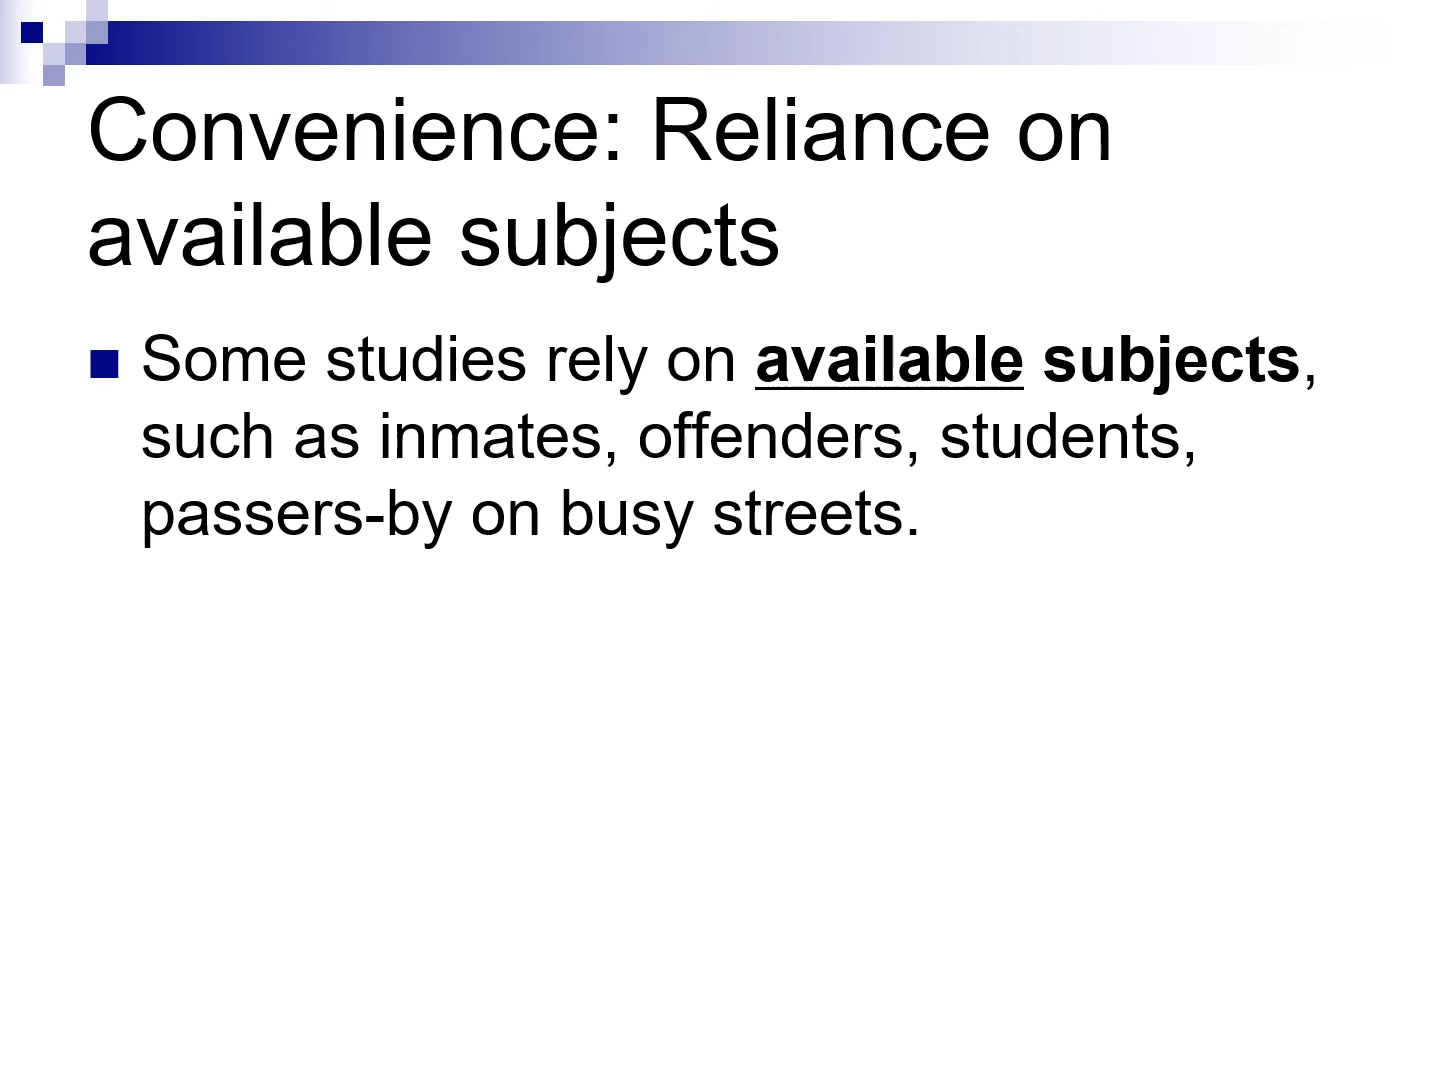 Convenience: Reliance on
available subjects
Some studies rely on available subjects,
such as inmates, offenders, students,
passers-by on busy streets.